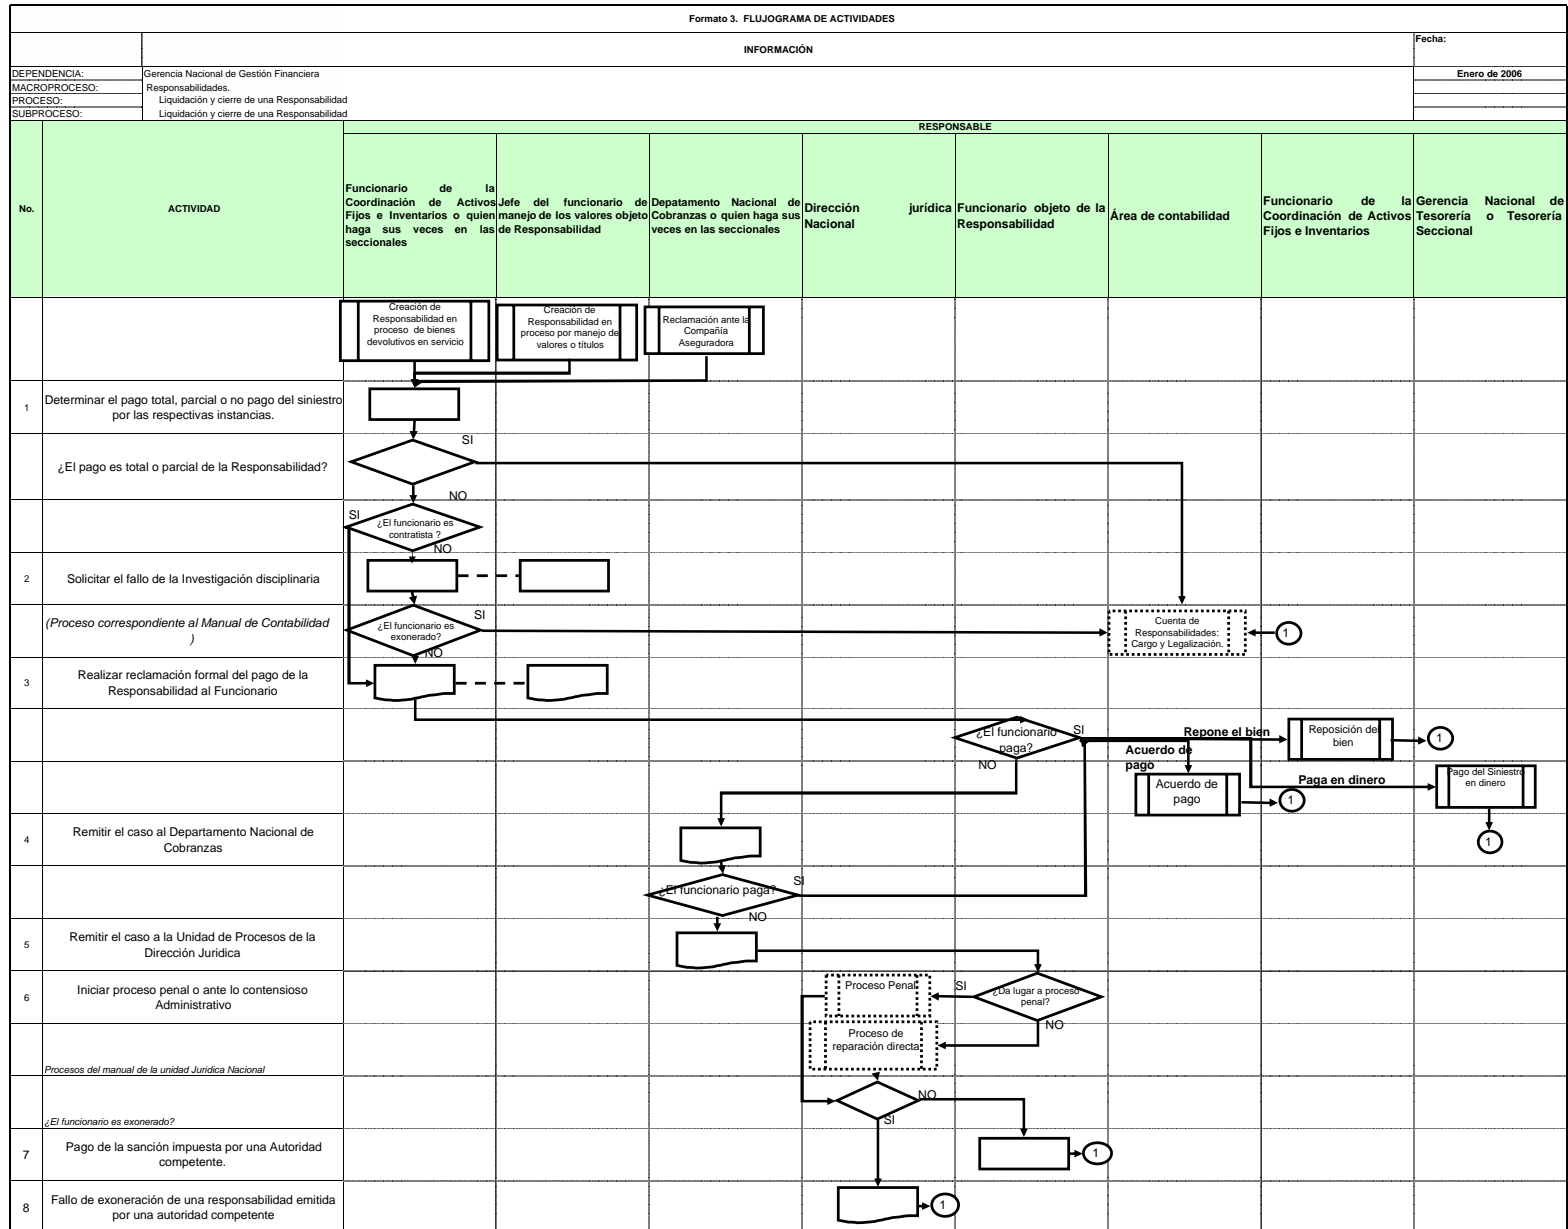 Formato 3. FLUJOGRAMA DE ACTIVIDADES
INFORMACIÓN
Fecha:
DEPENDENCIA: Gerencia Nacional de Gestión Financiera
Enero de 2006
MACROPROCESO: Responsabilidades.
PROCESO: Liquidación y cierre de una Responsabilidad
SUBPROCESO: Liquidación y cierre de una Responsabilidad
RESPONSABLE
No.
ACTIVIDAD
Funcionario de la
Coordinación de Activos
Fijos e Inventarios o quien
haga sus veces en las
seccionales
Jefe del funcionario de
manejo de los valores objeto
de Responsabilidad
Depatamento Nacional de
Cobranzas o quien haga sus
veces en las seccionales
Dirección jurídica
Nacional
Funcionario objeto de la
Responsabilidad
Área de contabilidad
Funcionario de la
Coordinación de Activos
Fijos e Inventarios
Gerencia Nacional de
Tesorería o Tesorería
Seccional
Creación de
Responsabilidad en
proceso de bienes
devolutivos en servicio
Creación de
Responsabilidad en
proceso por manejo de
valores o títulos
Reclamación ante la
Compañía
Aseguradora
1
Determinar el pago total, parcial o no pago del siniestro
por las respectivas instancias.
SI
¿El pago es total o parcial de la Responsabilidad?
NO
SI
¿El funcionario es
contratista ?
NO
2
Solicitar el fallo de la Investigación disciplinaria
(Proceso correspondiente al Manual de Contabilidad
)
SI
¿El funcionario es
exonerado?
NO
Cuenta de
Responsabilidades:
Cargo y Legalización.
1
3
Realizar reclamación formal del pago de la
Responsabilidad al Funcionario
¿El funcionario
paga?
SI
NO
Repone el bien
Reposición del
bien
1
Acuerdo de
pago
Acuerdo de
pago
1
Paga en dinero
Pago del Siniestro
en dinero
1
4
Remitir el caso al Departamento Nacional de
Cobranzas
¿El funcionario paga?
SI
NO
5
Remitir el caso a la Unidad de Procesos de la
Dirección Juridica
6
Iniciar proceso penal o ante lo contensioso
Administrativo
Proceso Penal
SI
¿Da lugar a proceso
penal?
NO
Proceso de
reparación directa
Procesos del manual de la unidad Juridica Nacional
¿El funcionario es exonerado?
NO
SI
7
Pago de la sanción impuesta por una Autoridad
competente.
1
8
Fallo de exoneración de una responsabilidad emitida
por una autoridad competente
1